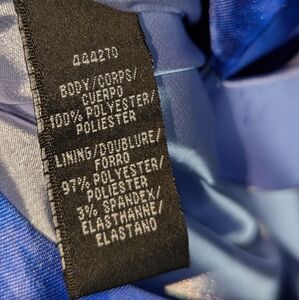 444270
BODY/CORPS/
CUERPO
100% POLYESTER/
POLIESTER
LINING/DOUBLURE/
FORRO
97% POLYESTER/
POLIESTER
3% SPANDEX/
ELASTHANNE/
ELASTANO